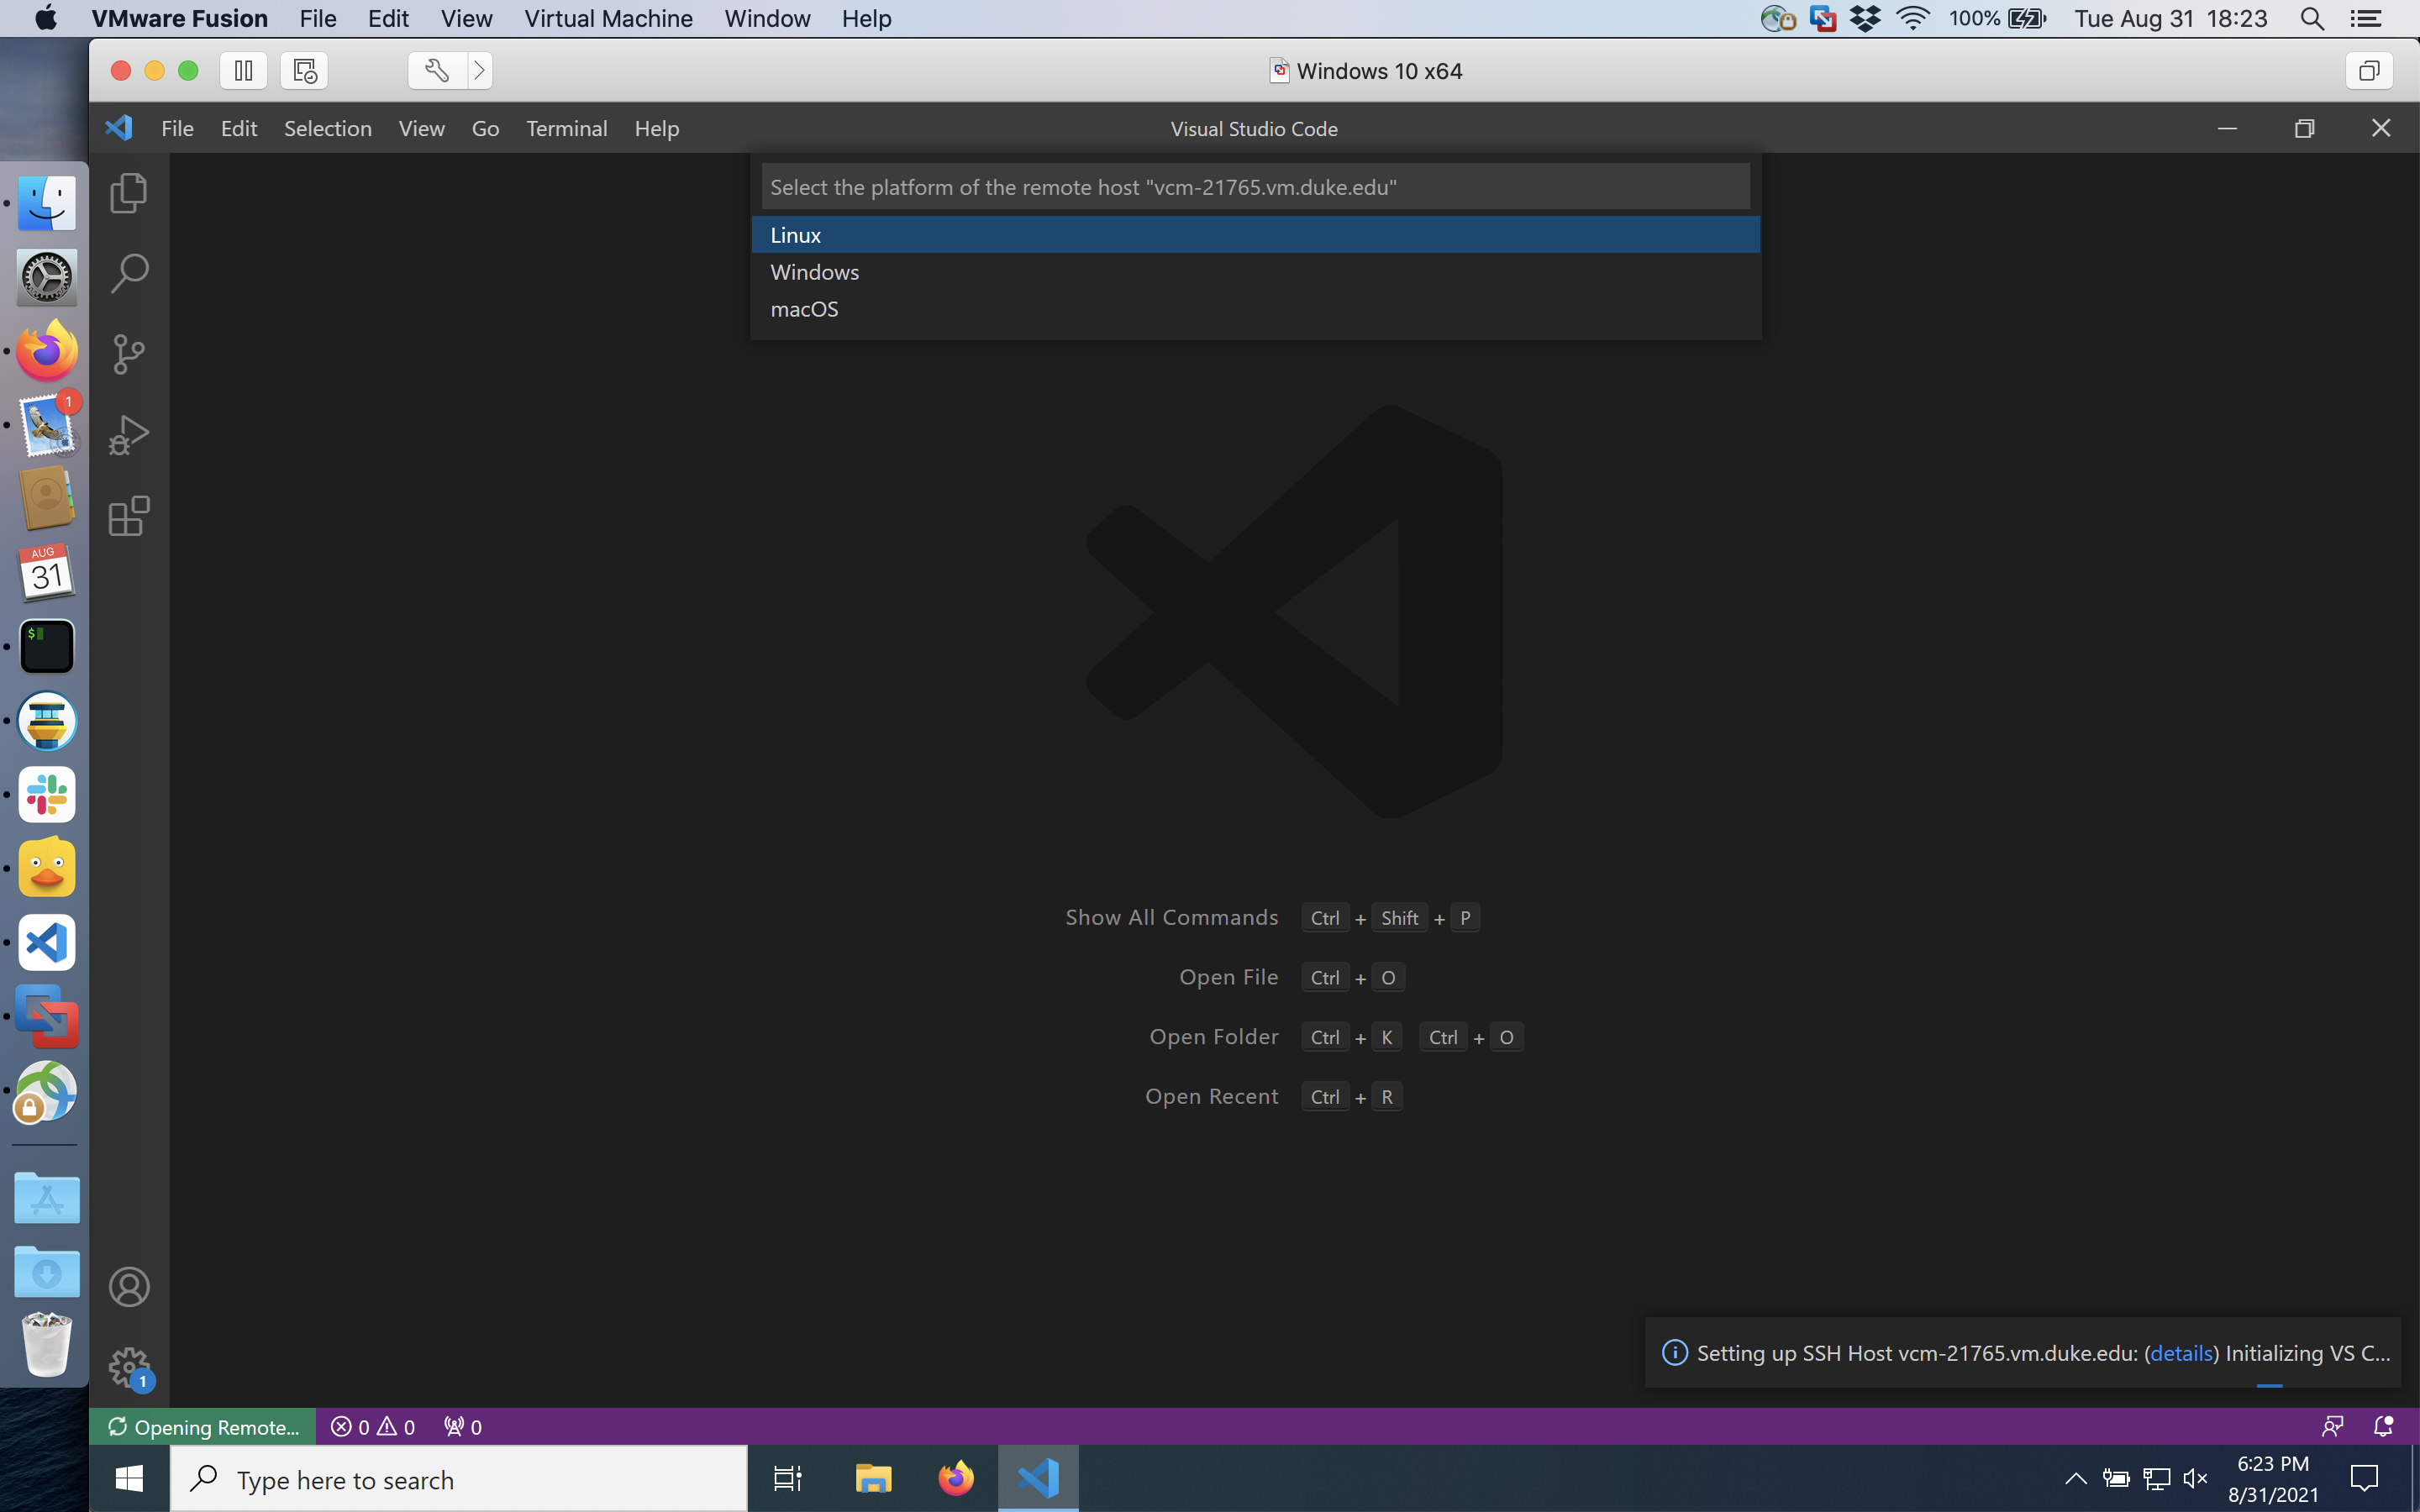 VMware Fusion File Edit View Virtual Machine Window Help 100% Tue Aug 31 18:23
Windows 10 x64
File Edit Selection View Go Terminal Help Visual Studio Code
Select the platform of the remote host "vcm-21765.vm.duke.edu"
Linux
Windows
macOS
1
AUG
31
$
Show All Commands Ctrl + Shift + P
Open File Ctrl + O
Open Folder Ctrl + K Ctrl + O
Open Recent Ctrl + R
Setting up SSH Host vcm-21765.vm.duke.edu: (details) Initializing VS C...
1
Opening Remote... 0 0 0
Type here to search
6:23 PM
8/31/2021